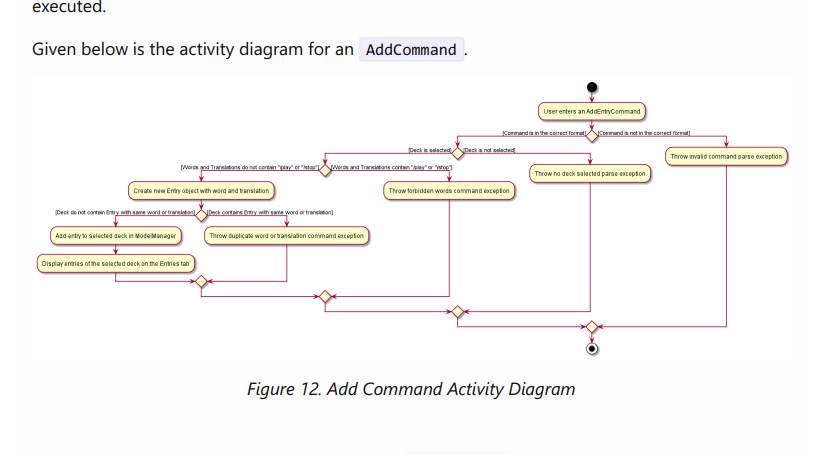 executed.
Given below is the activity diagram for an AddCommand .
User enters an AddEntryCommand
[Command is in the correct format] [Command is not in the correct format]
[Deck is selected] [Deck is not selected]
Throw invalid command parse exception
[Words and Translations do not contain "/play" or "/stop"] [Words and Translations contain "/play" or "/stop"]
Throw no deck selected parse exception
Create new Entry object with word and translation
Throw forbidden words command exception
[Deck do not contain Entry with same word or translation] [Deck contains Entry with same word or translation]
Add entry to selected deck in ModelManager
Throw duplicate word or translation command exception
Display entries of the selected deck on the Entries tab
Figure 12. Add Command Activity Diagram